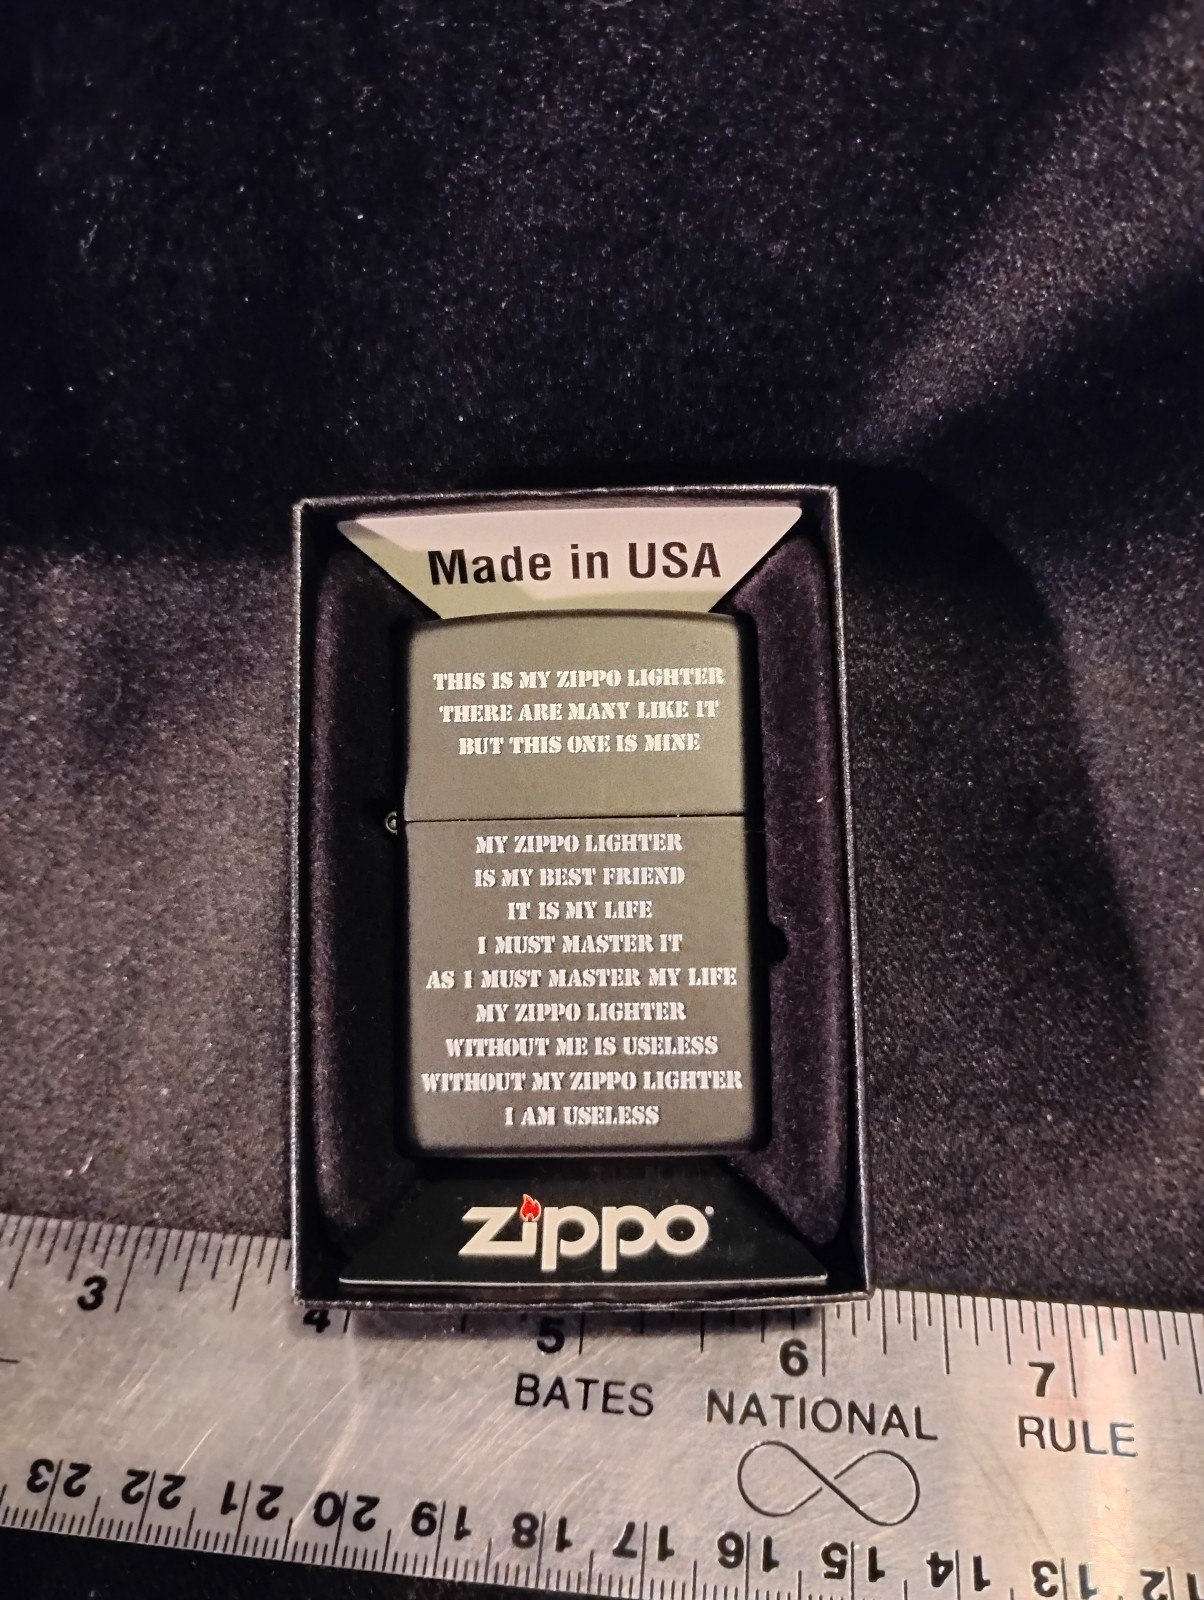 Made in USA
THIS IS MY ZIPPO LIGHTER
THERE ARE MANY LIKE IT
BUT THIS ONE IS MINE
MY ZIPPO LIGHTER
IS MY BEST FRIEND
IT IS MY LIFE
I MUST MASTER IT
AS I MUST MASTER MY LIFE
MY ZIPPO LIGHTER
WITHOUT ME IS USELESS
WITHOUT MY ZIPPO LIGHTER
I AM USELESS
zippo®
3 4 5 6 7
BATES NATIONAL RULE
23 22 21 20 19 18 17 16 15 14 13 12